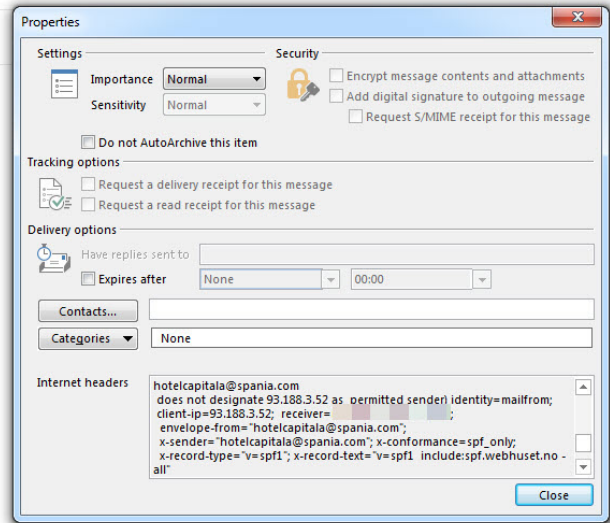 Properties
Settings
Security
Importance Normal
Encrypt message contents and attachments
Sensitivity Normal
Add digital signature to outgoing message
Request S/MIME receipt for this message
Do not AutoArchive this item
Tracking options
Request a delivery receipt for this message
Request a read receipt for this message
Delivery options
Have replies sent to
Expires after None 00:00
Contacts...
Categories None
Internet headers
hotelcapitala@spania.com
does not designate 93.188.3.52 as permitted sender) identity=mailfrom;
client-ip=93.188.3.52; receiver= ;
envelope-from="hotelcapitala@spania.com";
x-sender="hotelcapitala@spania.com"; x-conformance=spf_only;
x-record-type="v=spf1"; x-record-text="v=spf1 include:spf.webhuset.no -
all"
Close